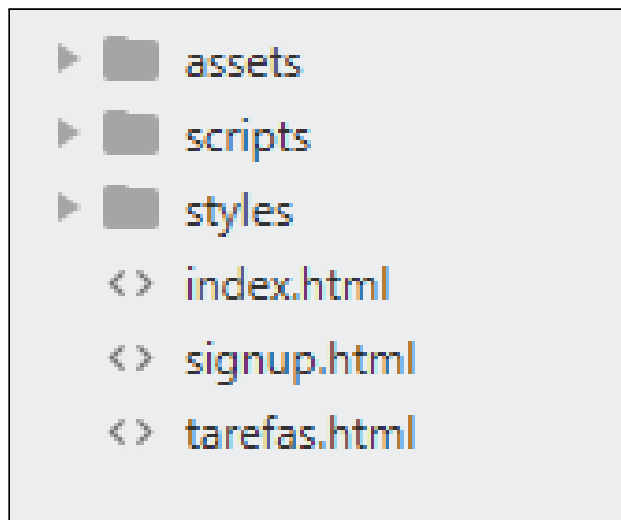 assets
scripts
styles
index.html
signup.html
tarefas.html